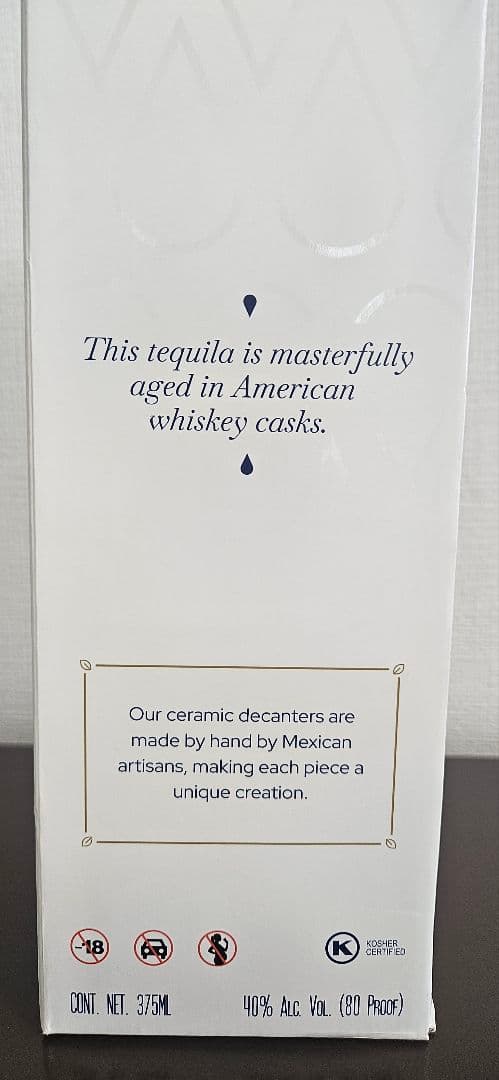 This tequila is masterfully
aged in American
whiskey casks.
Our ceramic decanters are
made by hand by Mexican
artisans, making each piece a
unique creation.
-18
K KOSHER
CERTIFIED
CONT. NET. 375ML 40% ALC. VOL. (80 PROOF)